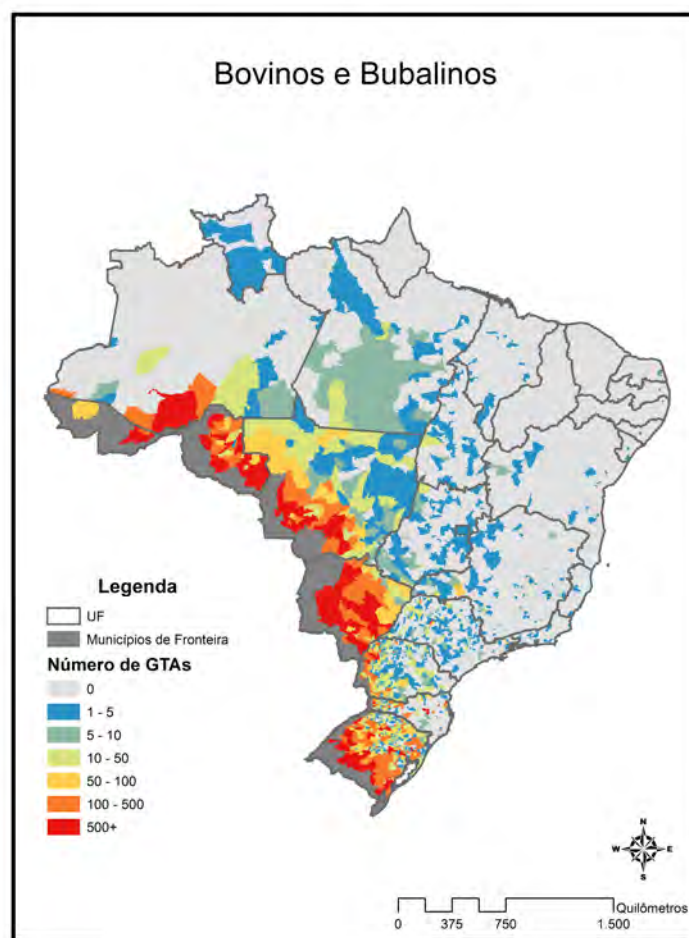 Bovinos e Bubalinos
Legenda
UF
Municípios de Fronteira
Número de GTAs
0
1 - 5
5 - 10
10 - 50
50 - 100
100 - 500
500+
N
W E
S
Quilômetros
0 375 750 1.500